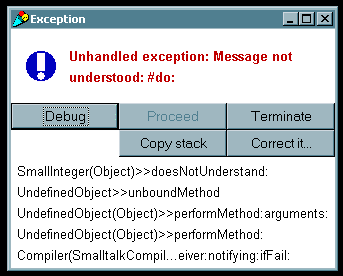 Exception
Unhandled exception: Message not
understood: #do:
Debug Proceed Terminate
Copy stack Correct it...
SmallInteger(Object)>>doesNotUnderstand:
UndefinedObject>>unboundMethod
UndefinedObject(Object)>>performMethod:arguments:
UndefinedObject(Object)>>performMethod:
Compiler(SmalltalkCompil...eiver:notifying:ifFail: